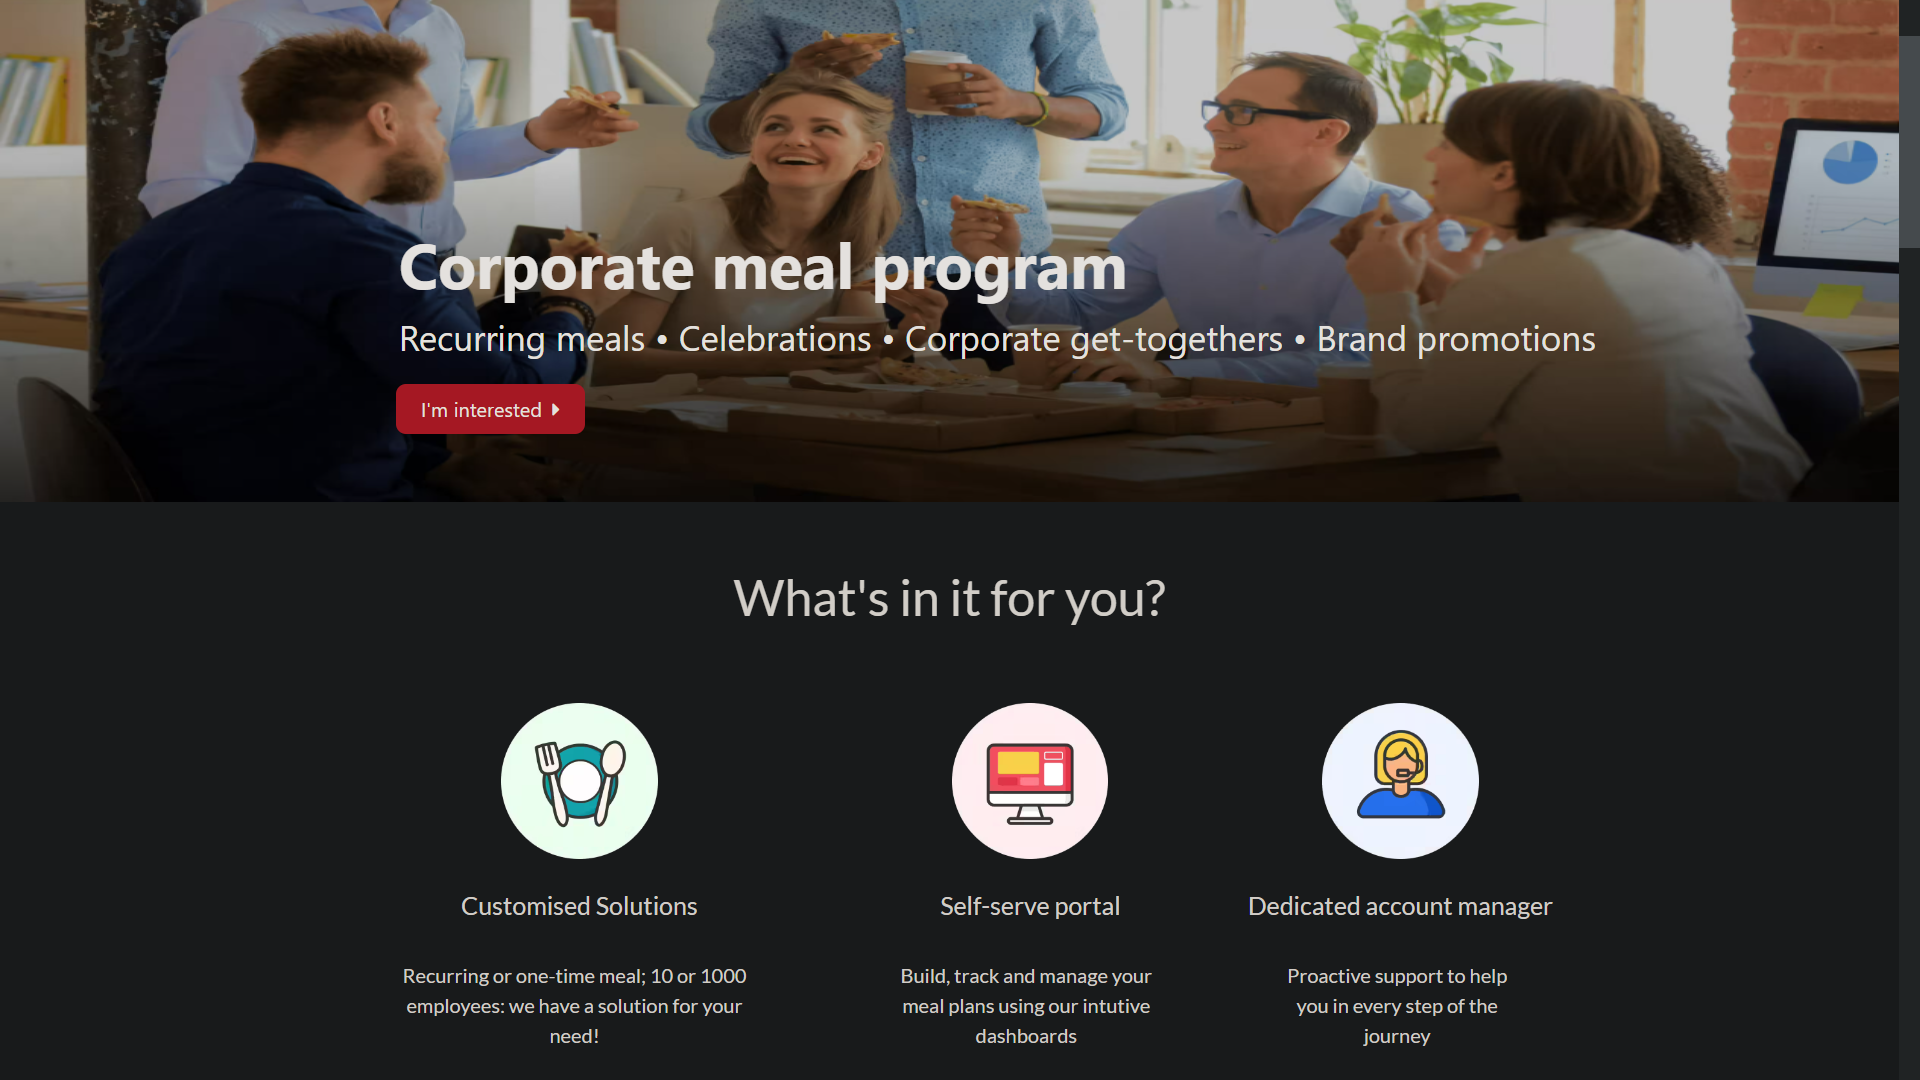 Corporate meal program
Recurring meals • Celebrations • Corporate get-togethers • Brand promotions
I'm interested
What's in it for you?
Customised Solutions
Recurring or one-time meal; 10 or 1000
employees: we have a solution for your
need!
Self-serve portal
Build, track and manage your
meal plans using our intutive
dashboards
Dedicated account manager
Proactive support to help
you in every step of the
journey